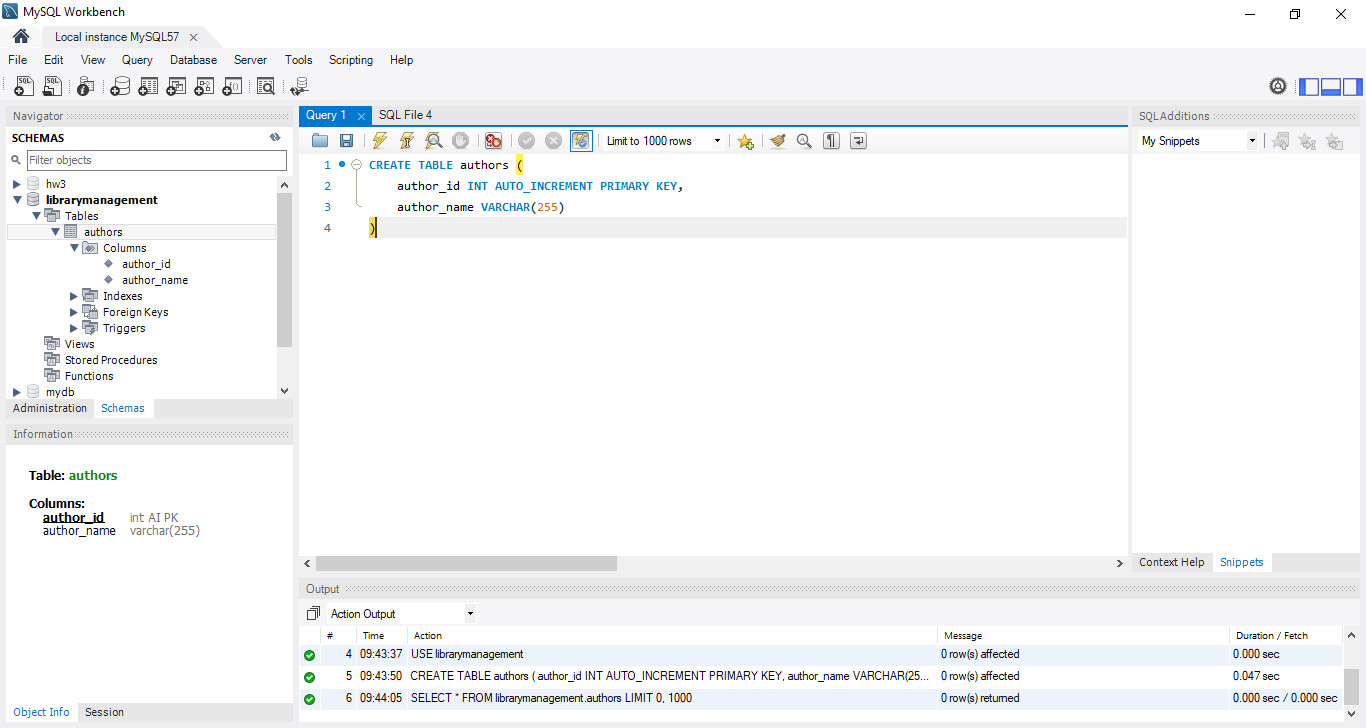 MySQL Workbench
Local instance MySQL57
File Edit View Query Database Server Tools Scripting Help
Navigator
SCHEMAS
Filter objects
hw3
librarymanagement
Tables
authors
Columns
author_id
author_name
Indexes
Foreign Keys
Triggers
Views
Stored Procedures
Functions
mydb
Administration Schemas
Information
Table: authors
Columns:
author_id int AI PK
author_name varchar(255)
Object Info Session
Query 1 SQL File 4
Limit to 1000 rows
1 CREATE TABLE authors (
2 author_id INT AUTO_INCREMENT PRIMARY KEY,
3 author_name VARCHAR(255)
4 )
SQLAdditions
My Snippets
Context Help Snippets
Output
Action Output
# Time Action Message Duration / Fetch
4 09:43:37 USE librarymanagement 0 row(s) affected 0.000 sec
5 09:43:50 CREATE TABLE authors ( author_id INT AUTO_INCREMENT PRIMARY KEY, author_name VARCHAR(25... 0 row(s) affected 0.047 sec
6 09:44:05 SELECT * FROM librarymanagement.authors LIMIT 0, 1000 0 row(s) returned 0.000 sec / 0.000 sec